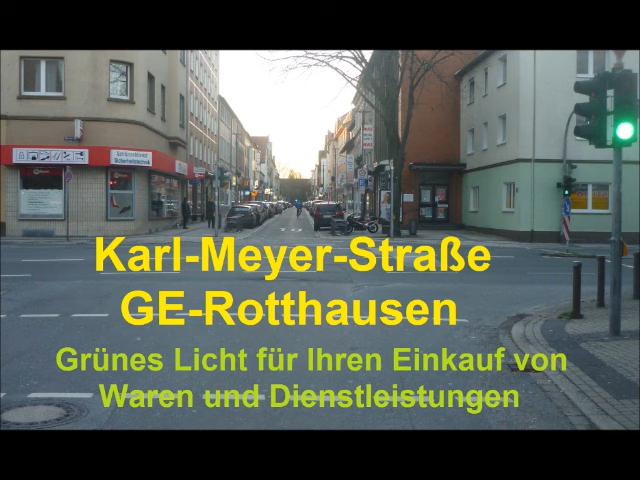 Karl-Meyer-Straße
GE-Rotthausen
Grünes Licht für Ihren Einkauf von
Waren und Dienstleistungen